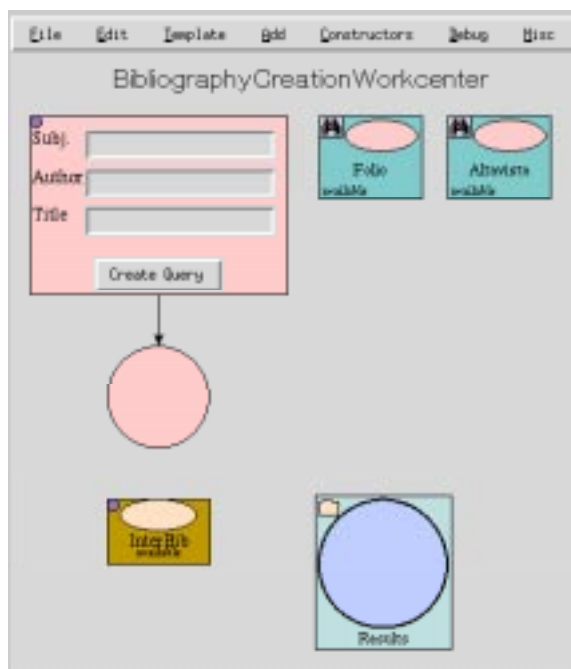 File Edit Template Add Constructors Debug Misc
BibliographyCreationWorkcenter
Subj.
Author
Title
Create Query
Folio
available
Altavista
available
InterBib
available
Results